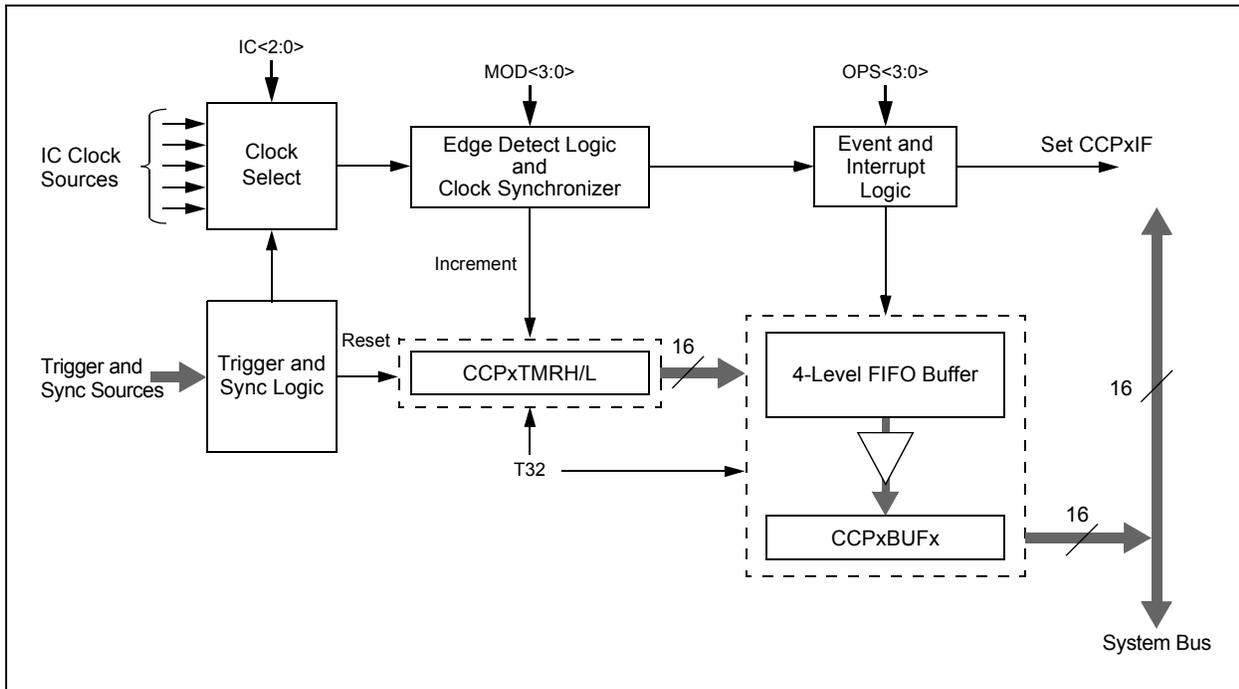 IC<2:0>
MOD<3:0>
OPS<3:0>
IC Clock
Sources
Clock
Select
Edge Detect Logic
and
Clock Synchronizer
Event and
Interrupt
Logic
Set CCPxIF
Increment
Reset
Trigger and
Sync Sources
Trigger and
Sync Logic
CCPxTMRH/L
16
4-Level FIFO Buffer
16
T32
CCPxBUFx
16
System Bus